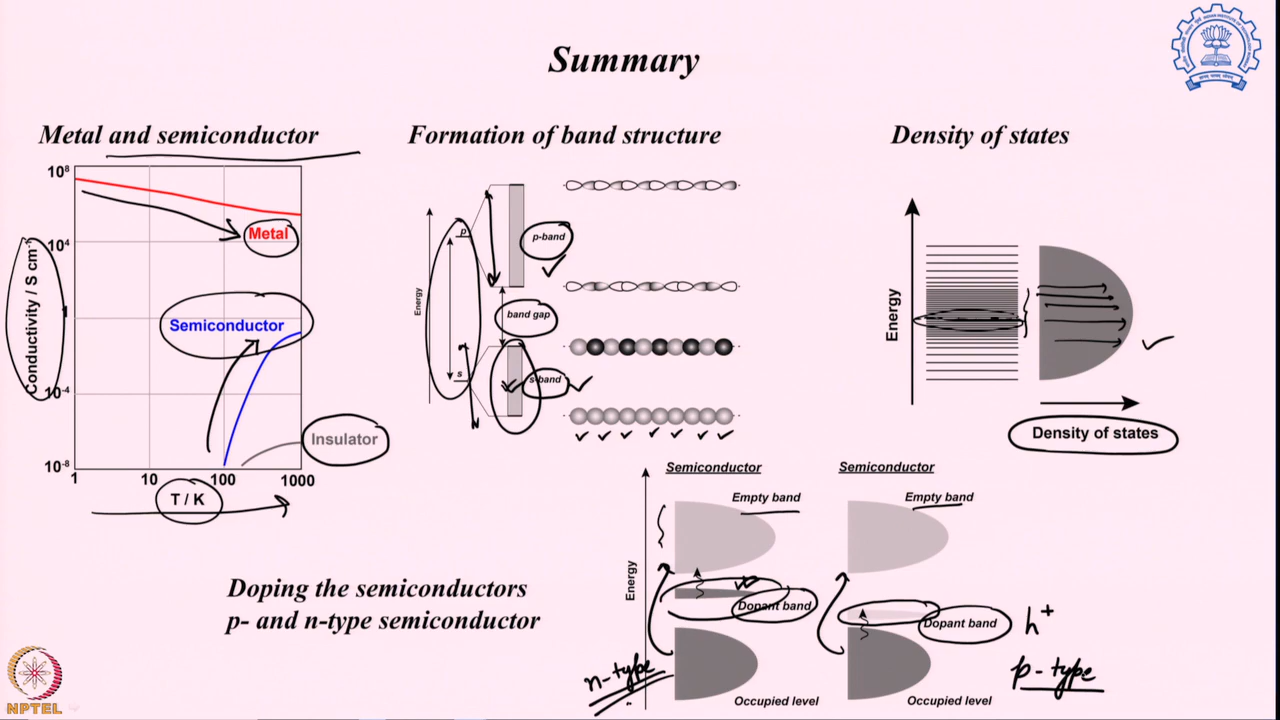 Summary
Metal and semiconductor
10⁸
10⁴
1
10⁻⁴
10⁻⁸
Conductivity / S cm⁻¹
Metal
Semiconductor
Insulator
1 10 100 1000
T / K
Formation of band structure
Energy
p
s
p-band
band gap
s-band
Density of states
Energy
Density of states
Doping the semiconductors
p- and n-type semiconductor
Energy
Semiconductor
Empty band
Dopant band
Occupied level
n-type
Semiconductor
Empty band
Dopant band
Occupied level
h⁺
p-type
NPTEL